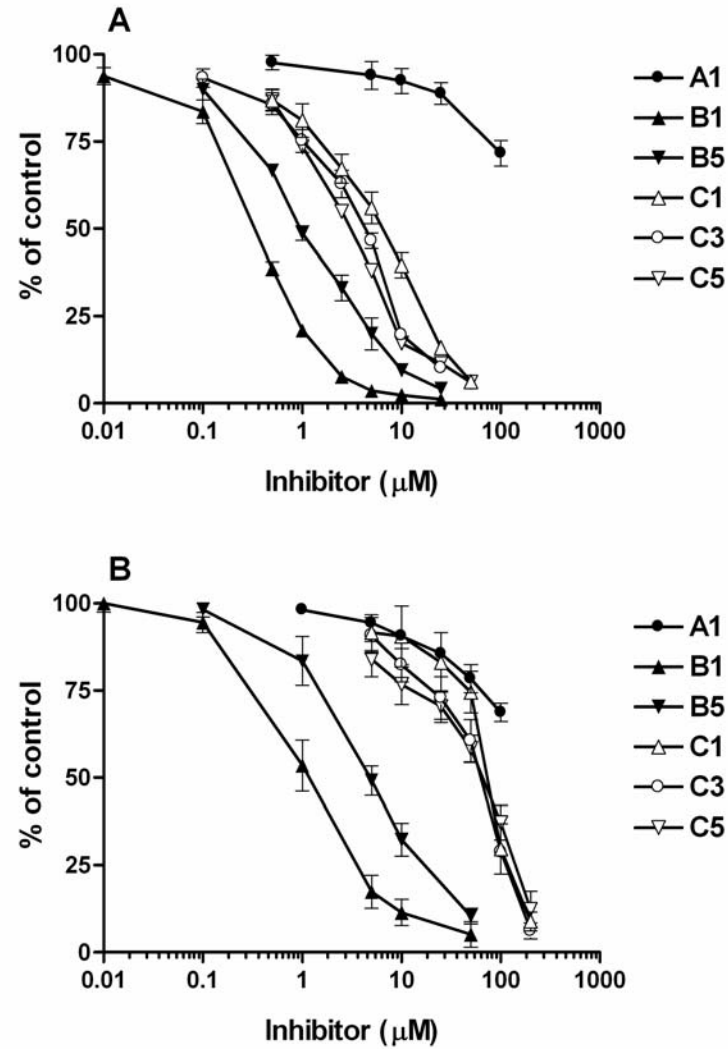 A
% of control
100
75
50
25
0
0.01 0.1 1 10 100 1000
Inhibitor (μM)
A1
B1
B5
C1
C3
C5
B
% of control
100
75
50
25
0
0.01 0.1 1 10 100 1000
Inhibitor (μM)
A1
B1
B5
C1
C3
C5